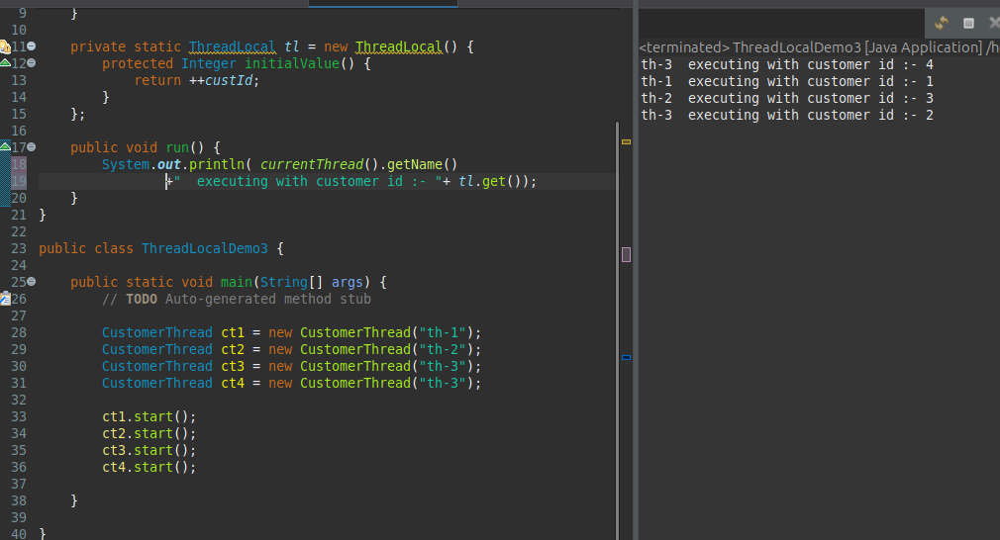 9     }
10
11     private static ThreadLocal tl = new ThreadLocal() {
12         protected Integer initialValue() {
13             return ++custId;
14         }
15     };
16
17     public void run() {
18         System.out.println( currentThread().getName()
19                 +"  executing with customer id :- "+ tl.get());
20     }
21 }
22
23 public class ThreadLocalDemo3 {
24
25     public static void main(String[] args) {
26         // TODO Auto-generated method stub
27
28         CustomerThread ct1 = new CustomerThread("th-1");
29         CustomerThread ct2 = new CustomerThread("th-2");
30         CustomerThread ct3 = new CustomerThread("th-3");
31         CustomerThread ct4 = new CustomerThread("th-3");
32
33         ct1.start();
34         ct2.start();
35         ct3.start();
36         ct4.start();
37
38     }
39
40 }
<terminated> ThreadLocalDemo3 [Java Application] /h
th-3  executing with customer id :- 4
th-1  executing with customer id :- 1
th-2  executing with customer id :- 3
th-3  executing with customer id :- 2